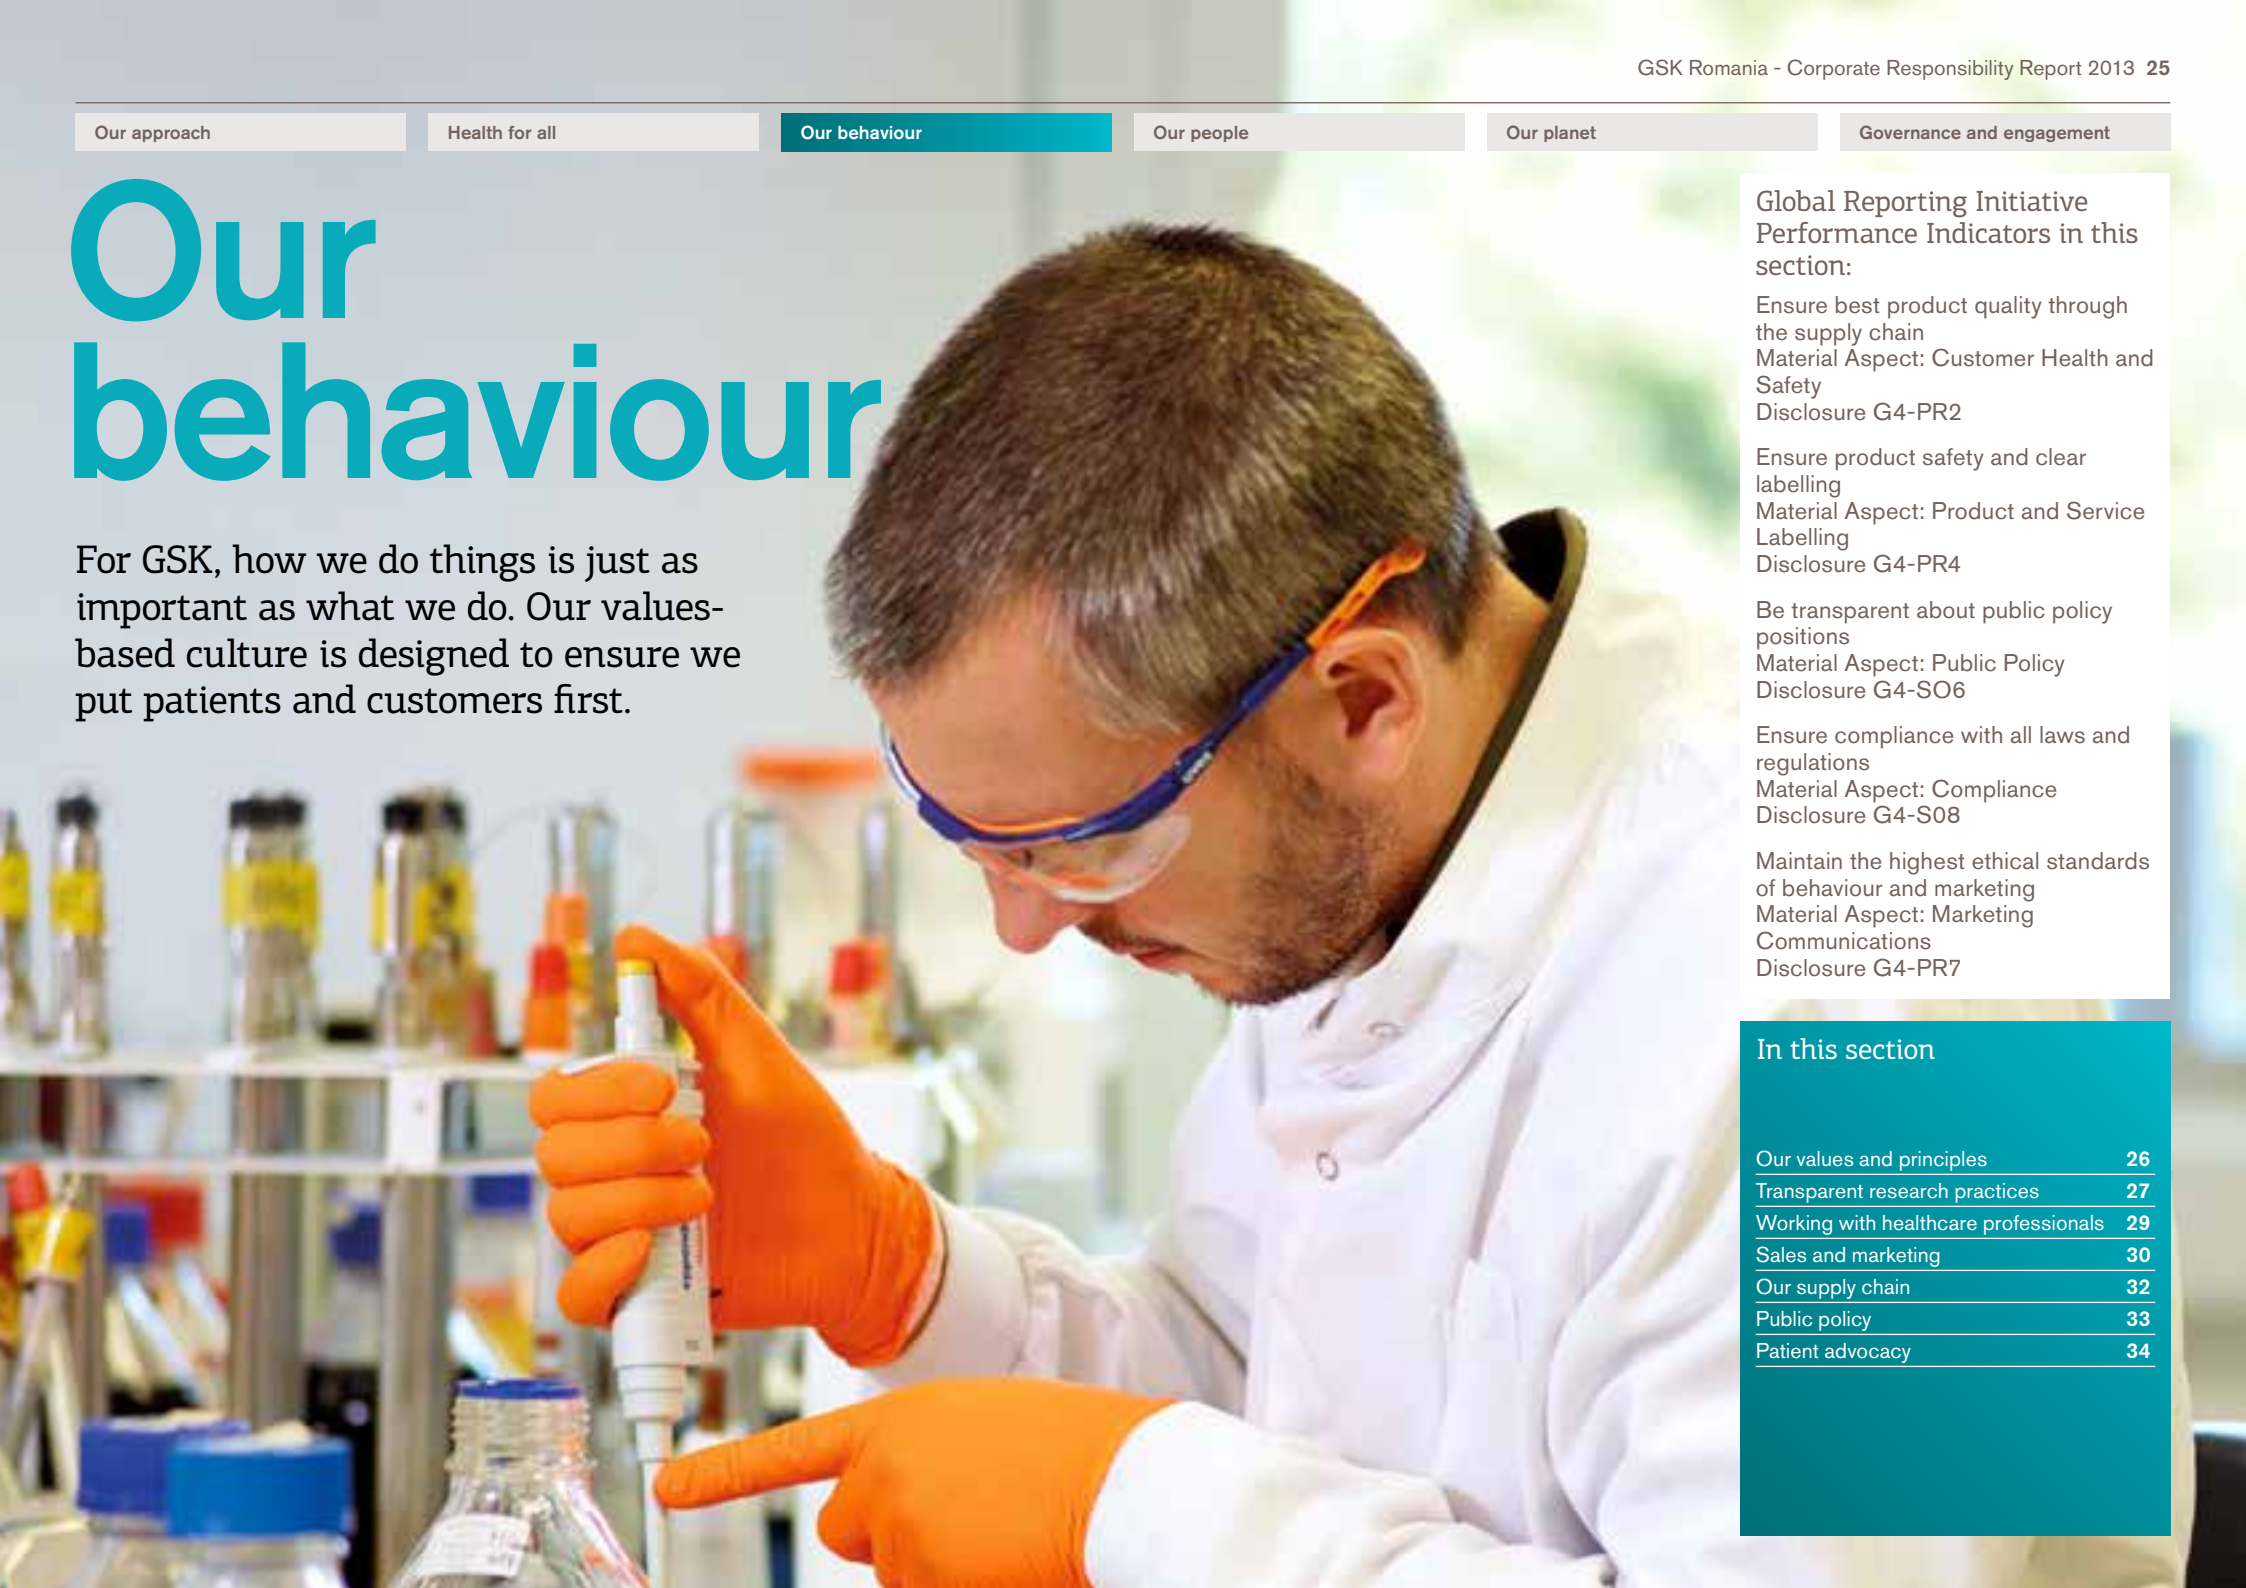 GSK Romania - Corporate Responsibility Report 2013 25
Our approach
Health for all
Our behaviour
Our people
Our planet
Governance and engagement
Our
behaviour
For GSK, how we do things is just as
important as what we do. Our values-
based culture is designed to ensure we
put patients and customers first.
Global Reporting Initiative
Performance Indicators in this
section:
Ensure best product quality through
the supply chain
Material Aspect: Customer Health and
Safety
Disclosure G4-PR2
Ensure product safety and clear
labelling
Material Aspect: Product and Service
Labelling
Disclosure G4-PR4
Be transparent about public policy
positions
Material Aspect: Public Policy
Disclosure G4-SO6
Ensure compliance with all laws and
regulations
Material Aspect: Compliance
Disclosure G4-S08
Maintain the highest ethical standards
of behaviour and marketing
Material Aspect: Marketing
Communications
Disclosure G4-PR7
In this section
Our values and principles 26
Transparent research practices 27
Working with healthcare professionals 29
Sales and marketing 30
Our supply chain 32
Public policy 33
Patient advocacy 34